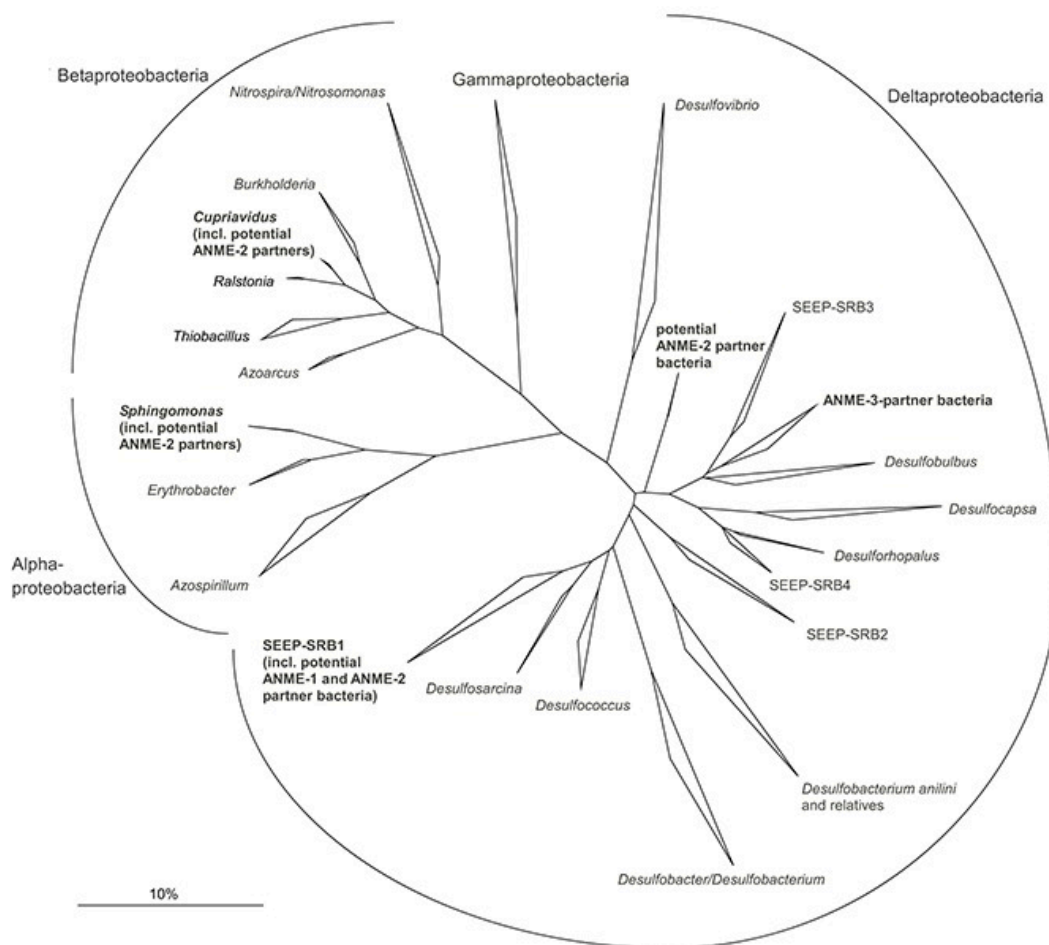 Betaproteobacteria
Nitrospira/Nitrosomonas
Gammaproteobacteria
Desulfovibrio
Deltaproteobacteria
Burkholderia
Cupriavidus
(incl. potential
ANME-2 partners)
Ralstonia
Thiobacillus
Azoarcus
potential
ANME-2 partner
bacteria
SEEP-SRB3
ANME-3-partner bacteria
Desulfobulbus
Desulfocapsa
Desulforhopalus
SEEP-SRB4
SEEP-SRB2
Sphingomonas
(incl. potential
ANME-2 partners)
Erythrobacter
Azospirillum
Alpha-
proteobacteria
SEEP-SRB1
(incl. potential
ANME-1 and ANME-2
partner bacteria)
Desulfosarcina
Desulfococcus
Desulfobacterium anilini
and relatives
Desulfobacter/Desulfobacterium
10%